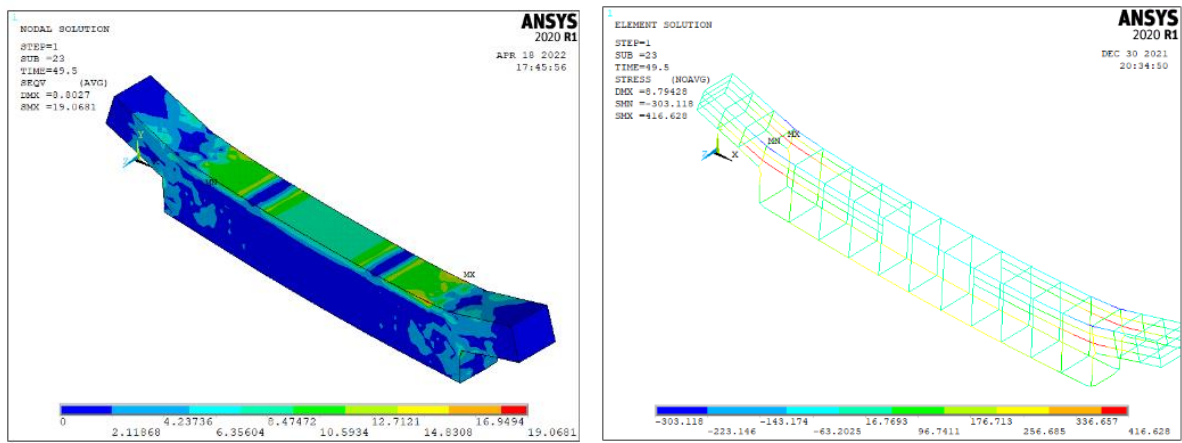 1
NODAL SOLUTION
STEP=1
SUB =23
TIME=49.5
SEQV (AVG)
DMX =8.8027
SMX =19.0681
ANSYS
2020 R1
APR 18 2022
17:45:56
Y
Z
MN
MX
0 4.23736 8.47472 12.7121 16.9494
2.11868 6.35604 10.5934 14.8308 19.0681
1
ELEMENT SOLUTION
STEP=1
SUB =23
TIME=49.5
STRESS (NOAVG)
DMX =8.79428
SMN =-303.118
SMX =416.628
ANSYS
2020 R1
DEC 30 2021
20:34:50
MN MX
Z X
-303.118 -143.174 16.7693 176.713 336.657
-223.146 -63.2025 96.7411 256.685 416.628